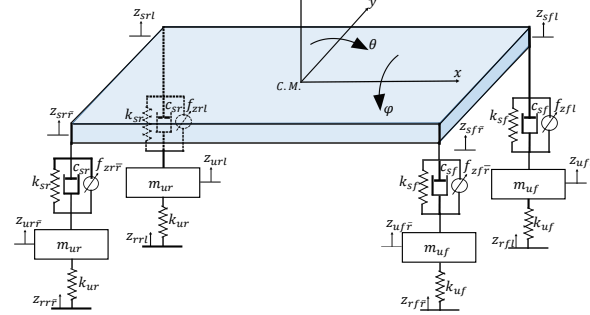 y
z_srl
z_sfl
θ
C.M.
x
φ
z_srr̄
k_sr
c_sr
f_zrl
z_sfr̄
k_sf
c_sf
f_zfl
c_sr
f_zrr̄
k_sr
z_url
m_ur
c_sf
f_zfr̄
k_sf
m_uf
z_uf
z_urr̄
m_ur
k_ur
z_rrl
z_ufr̄
m_uf
k_uf
z_rfl
k_ur
z_rrr̄
k_uf
z_rfr̄